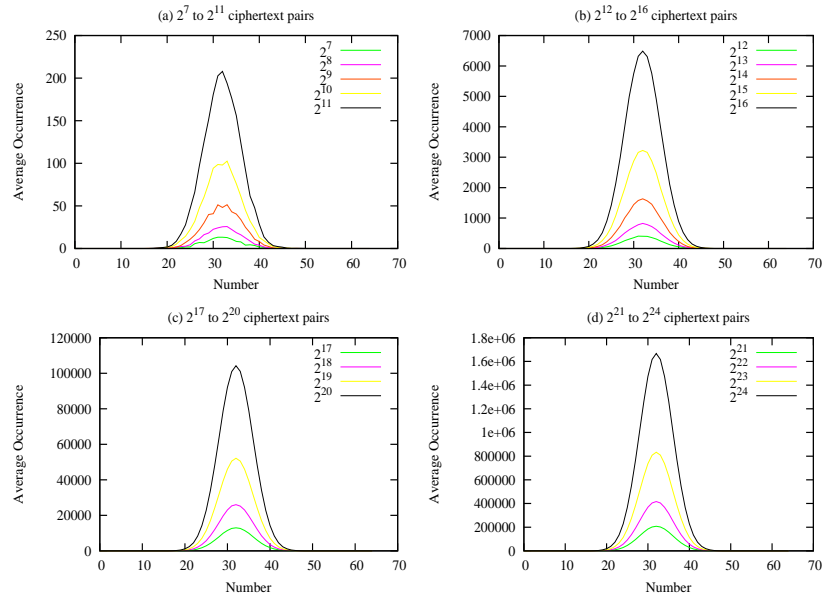 (a) 2^7 to 2^11 ciphertext pairs
250
200
150
100
50
0
Average Occurrence
2^7
2^8
2^9
2^10
2^11
0 10 20 30 40 50 60 70
Number
(b) 2^12 to 2^16 ciphertext pairs
7000
6000
5000
4000
3000
2000
1000
0
Average Occurrence
2^12
2^13
2^14
2^15
2^16
0 10 20 30 40 50 60 70
Number
(c) 2^17 to 2^20 ciphertext pairs
120000
100000
80000
60000
40000
20000
0
Average Occurrence
2^17
2^18
2^19
2^20
0 10 20 30 40 50 60 70
Number
(d) 2^21 to 2^24 ciphertext pairs
1.8e+06
1.6e+06
1.4e+06
1.2e+06
1e+06
800000
600000
400000
200000
0
Average Occurrence
2^21
2^22
2^23
2^24
0 10 20 30 40 50 60 70
Number